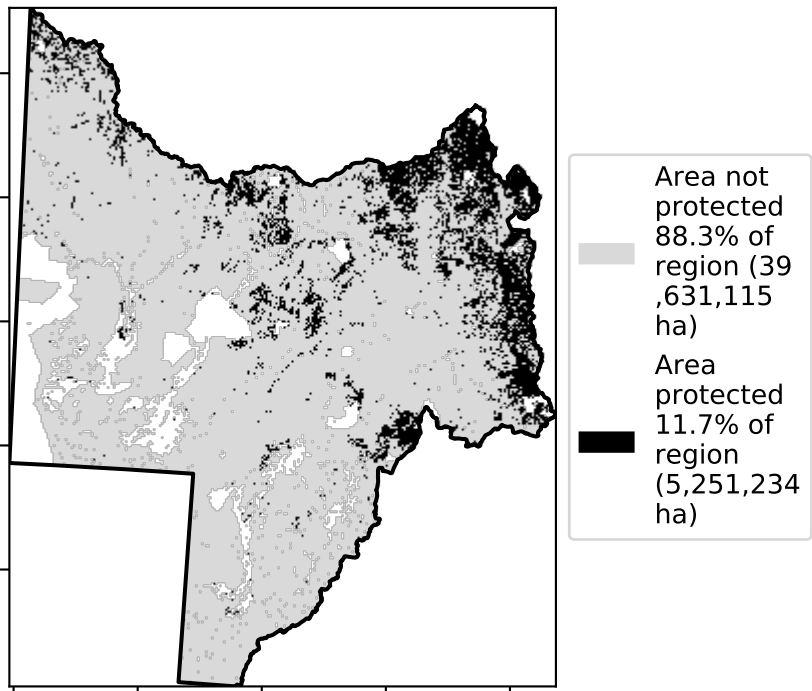 Area not
protected
88.3% of
region (39
,631,115
ha)
Area
protected
11.7% of
region
(5,251,234
ha)